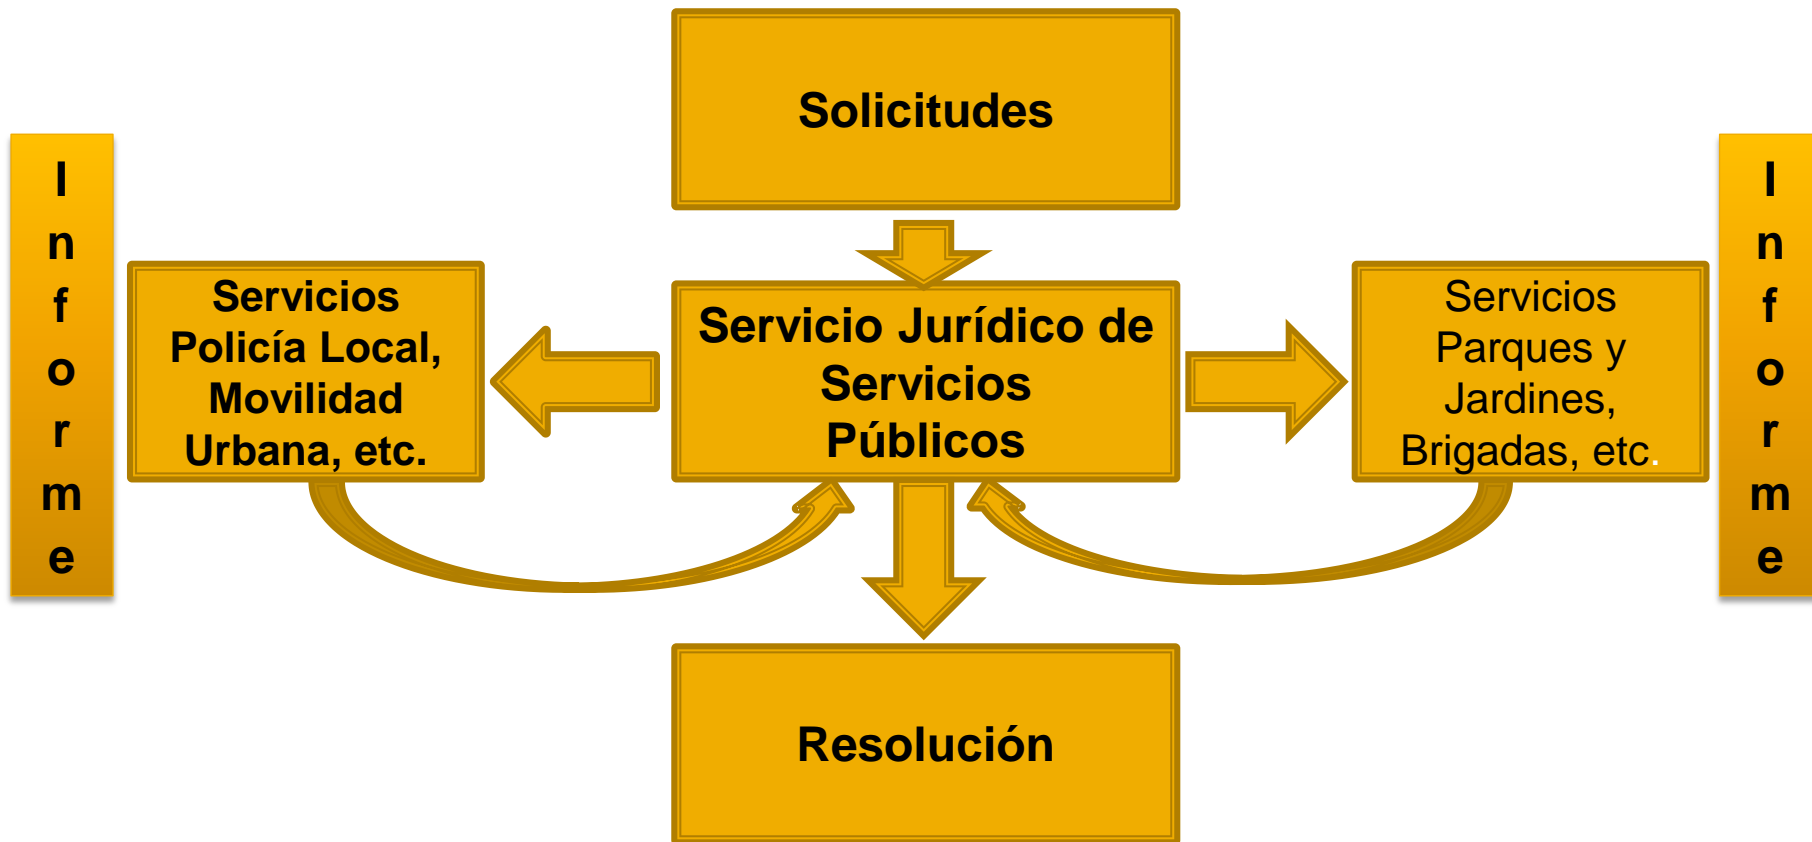 Solicitudes
I
n
f
o
r
m
e
Servicios
Policía Local,
Movilidad
Urbana, etc.
Servicio Jurídico de
Servicios
Públicos
Servicios
Parques y
Jardines,
Brigadas, etc.
I
n
f
o
r
m
e
Resolución